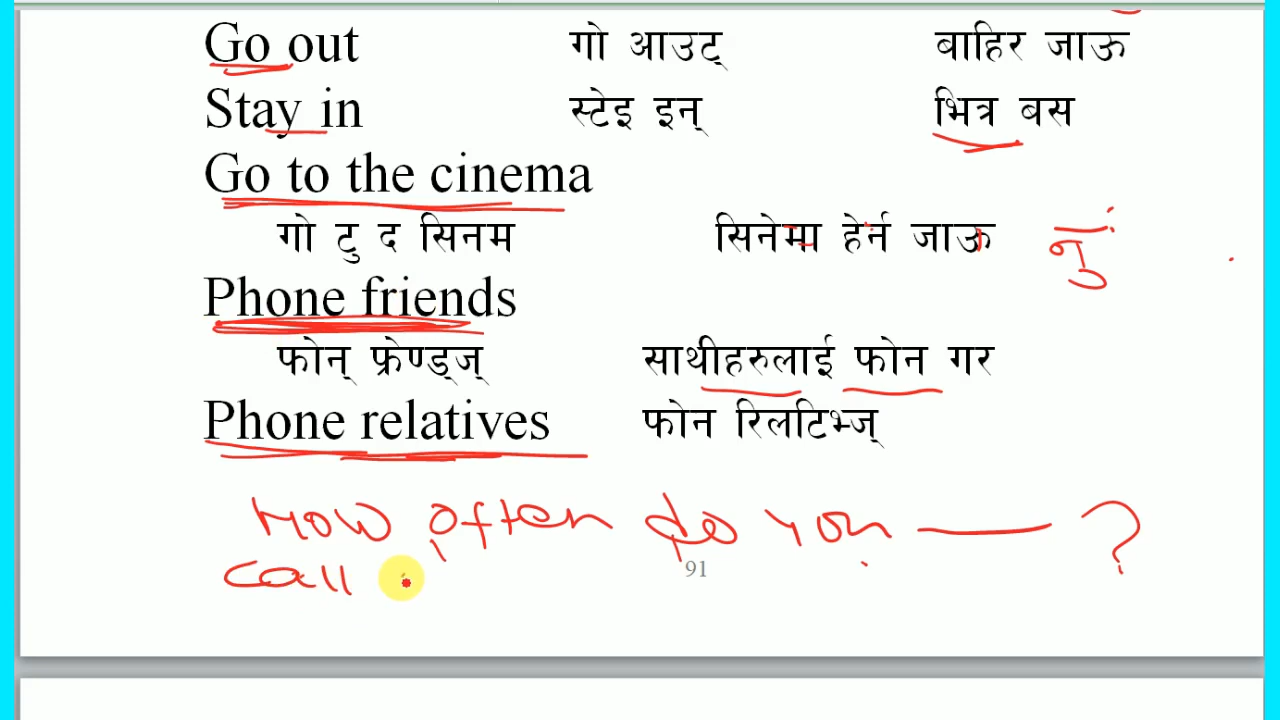 Go out गो आउट् बाहिर जाऊ
Stay in स्टेइ इन् भित्र बस
Go to the cinema
गो टु द सिनम सिनेमा हेर्न जाऊ नु
Phone friends
फोन् फ्रेण्ड्ज् साथीहरुलाई फोन गर
Phone relatives फोन रिलटिभ्ज्
How often do you — ?
call
91